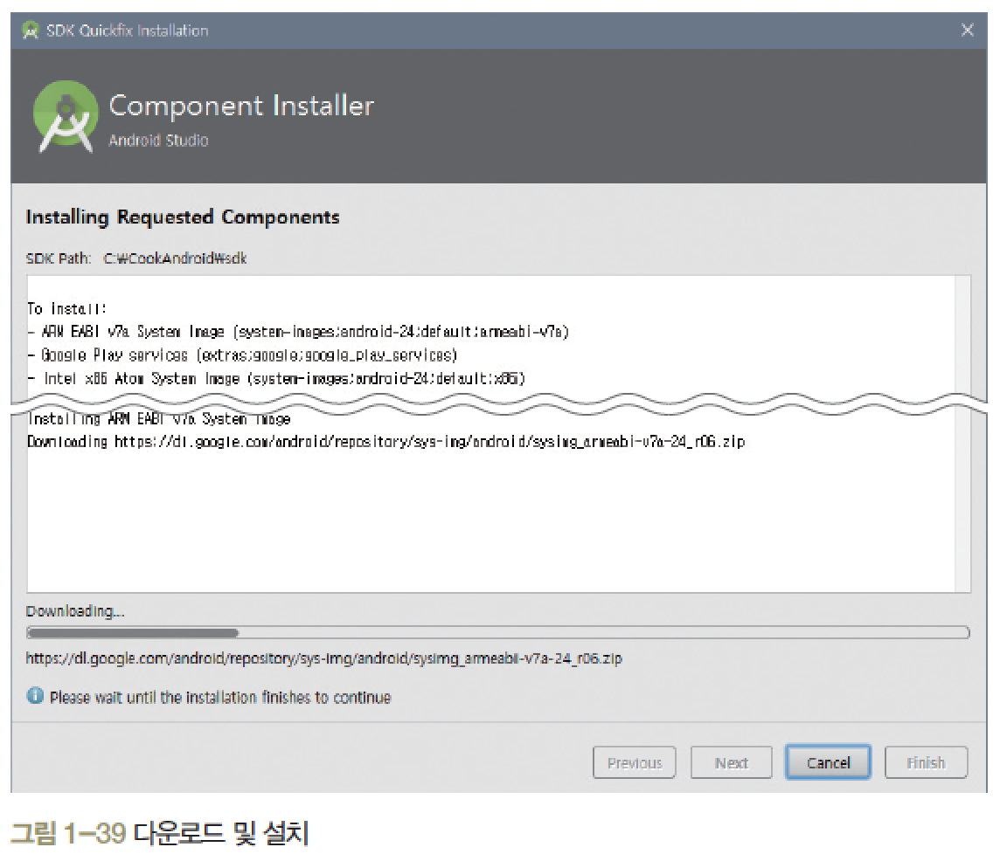 SDK Quickfix Installation
Component Installer
Android Studio
Installing Requested Components
SDK Path: C:₩CookAndroid₩sdk
To install:
- ARM EABI v7a System Image (system-images;android-24;default;armeabi-v7a)
- Google Play services (extras;google;google_play_services)
- Intel x86 Atom System Image (system-images;android-24;default;x86)
Installing ARM EABI v7a System Image
Downloading https://dl.google.com/android/repository/sys-img/android/sysimg_armeabi-v7a-24_r06.zip
Downloading...
https://dl.google.com/android/repository/sys-img/android/sysimg_armeabi-v7a-24_r06.zip
Please wait until the installation finishes to continue
Previous Next Cancel Finish
그림 1-39 다운로드 및 설치